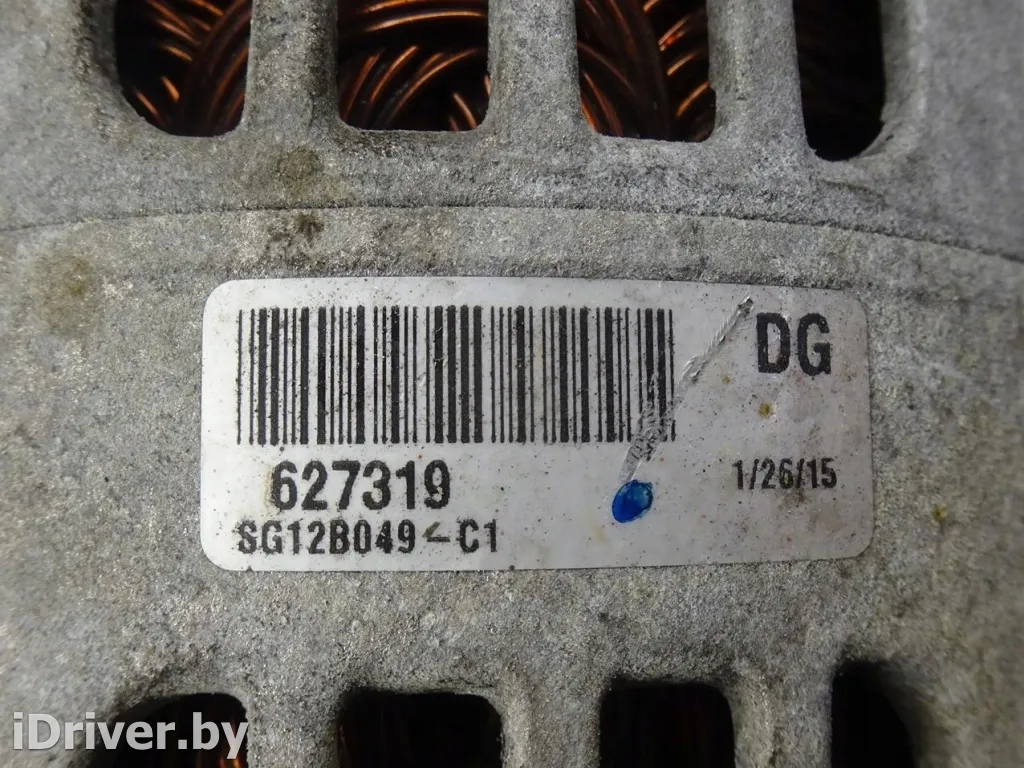 DG
627319
1/26/15
SG12B049-C1
iDriver.by